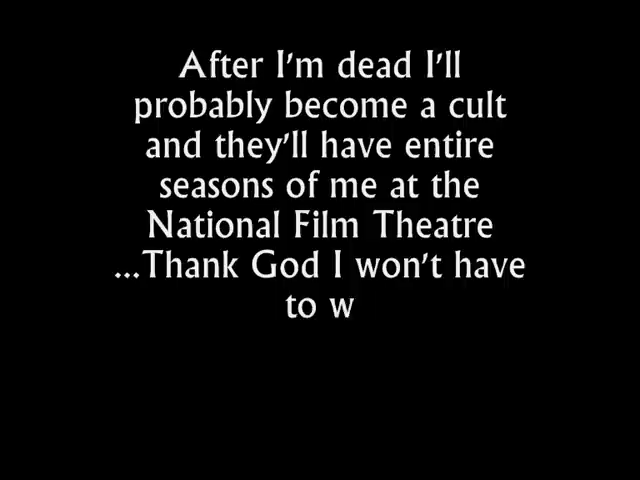 After I'm dead I'll
probably become a cult
and they'll have entire
seasons of me at the
National Film Theatre
...Thank God I won't have
to w